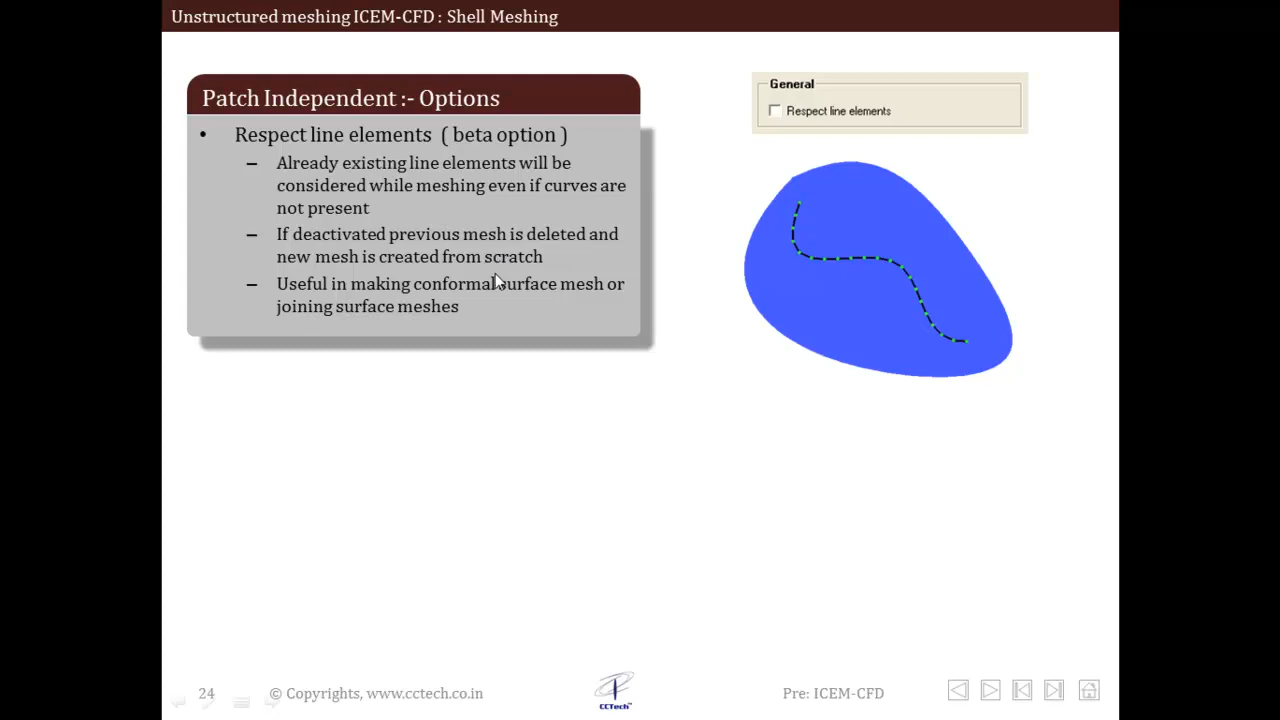 Unstructured meshing ICEM-CFD : Shell Meshing
Patch Independent :- Options
• Respect line elements ( beta option )
– Already existing line elements will be
considered while meshing even if curves are
not present
– If deactivated previous mesh is deleted and
new mesh is created from scratch
– Useful in making conformal surface mesh or
joining surface meshes
General
Respect line elements
24
© Copyrights, www.cctech.co.in
CCTech™
Pre: ICEM-CFD